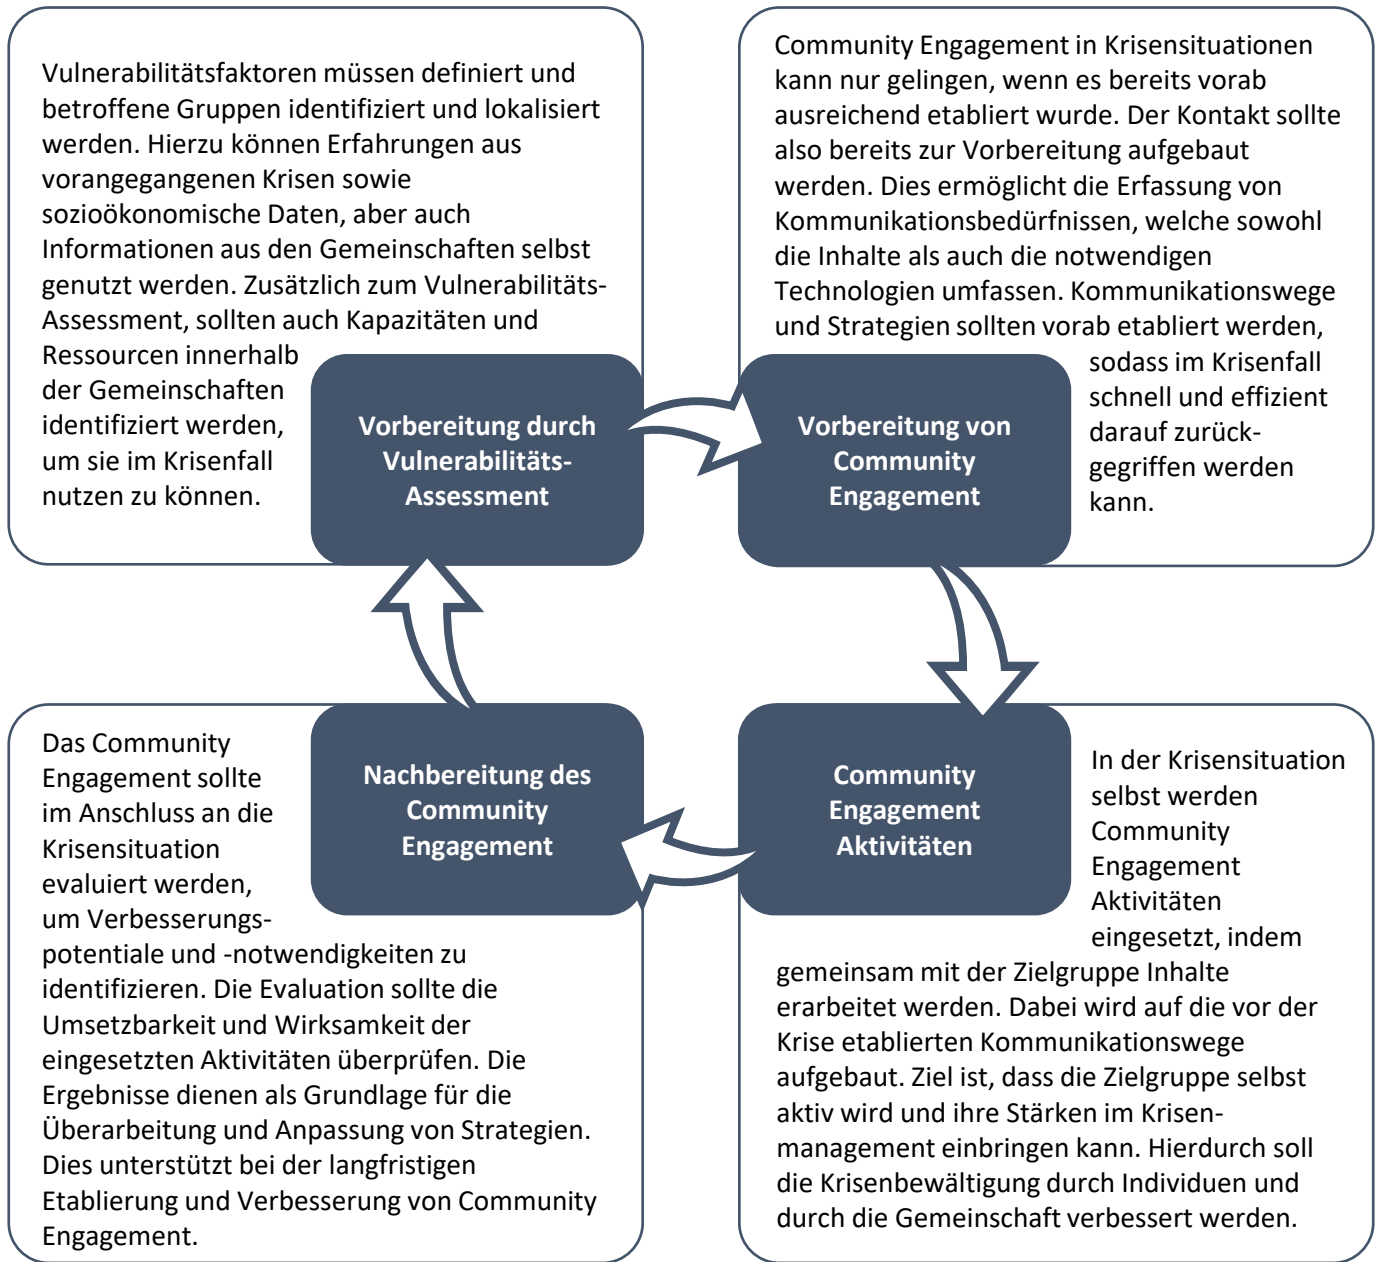 Vulnerabilitätsfaktoren müssen definiert und
betroffene Gruppen identifiziert und lokalisiert
werden. Hierzu können Erfahrungen aus
vorangegangenen Krisen sowie
sozioökonomische Daten, aber auch
Informationen aus den Gemeinschaften selbst
genutzt werden. Zusätzlich zum Vulnerabilitäts-
Assessment, sollten auch Kapazitäten und
Ressourcen innerhalb
der Gemeinschaften
identifiziert werden,
um sie im Krisenfall
nutzen zu können.
Vorbereitung durch
Vulnerabilitäts-
Assessment
Community Engagement in Krisensituationen
kann nur gelingen, wenn es bereits vorab
ausreichend etabliert wurde. Der Kontakt sollte
also bereits zur Vorbereitung aufgebaut
werden. Dies ermöglicht die Erfassung von
Kommunikationsbedürfnissen, welche sowohl
die Inhalte als auch die notwendigen
Technologien umfassen. Kommunikationswege
und Strategien sollten vorab etabliert werden,
sodass im Krisenfall
schnell und effizient
darauf zurück-
gegriffen werden
kann.
Vorbereitung von
Community
Engagement
Community
Engagement
Aktivitäten
In der Krisensituation
selbst werden
Community
Engagement
Aktivitäten
eingesetzt, indem
gemeinsam mit der Zielgruppe Inhalte
erarbeitet werden. Dabei wird auf die vor der
Krise etablierten Kommunikationswege
aufgebaut. Ziel ist, dass die Zielgruppe selbst
aktiv wird und ihre Stärken im Krisen-
management einbringen kann. Hierdurch soll
die Krisenbewältigung durch Individuen und
durch die Gemeinschaft verbessert werden.
Nachbereitung des
Community
Engagement
Das Community
Engagement sollte
im Anschluss an die
Krisensituation
evaluiert werden,
um Verbesserungs-
potentiale und -notwendigkeiten zu
identifizieren. Die Evaluation sollte die
Umsetzbarkeit und Wirksamkeit der
eingesetzten Aktivitäten überprüfen. Die
Ergebnisse dienen als Grundlage für die
Überarbeitung und Anpassung von Strategien.
Dies unterstützt bei der langfristigen
Etablierung und Verbesserung von Community
Engagement.